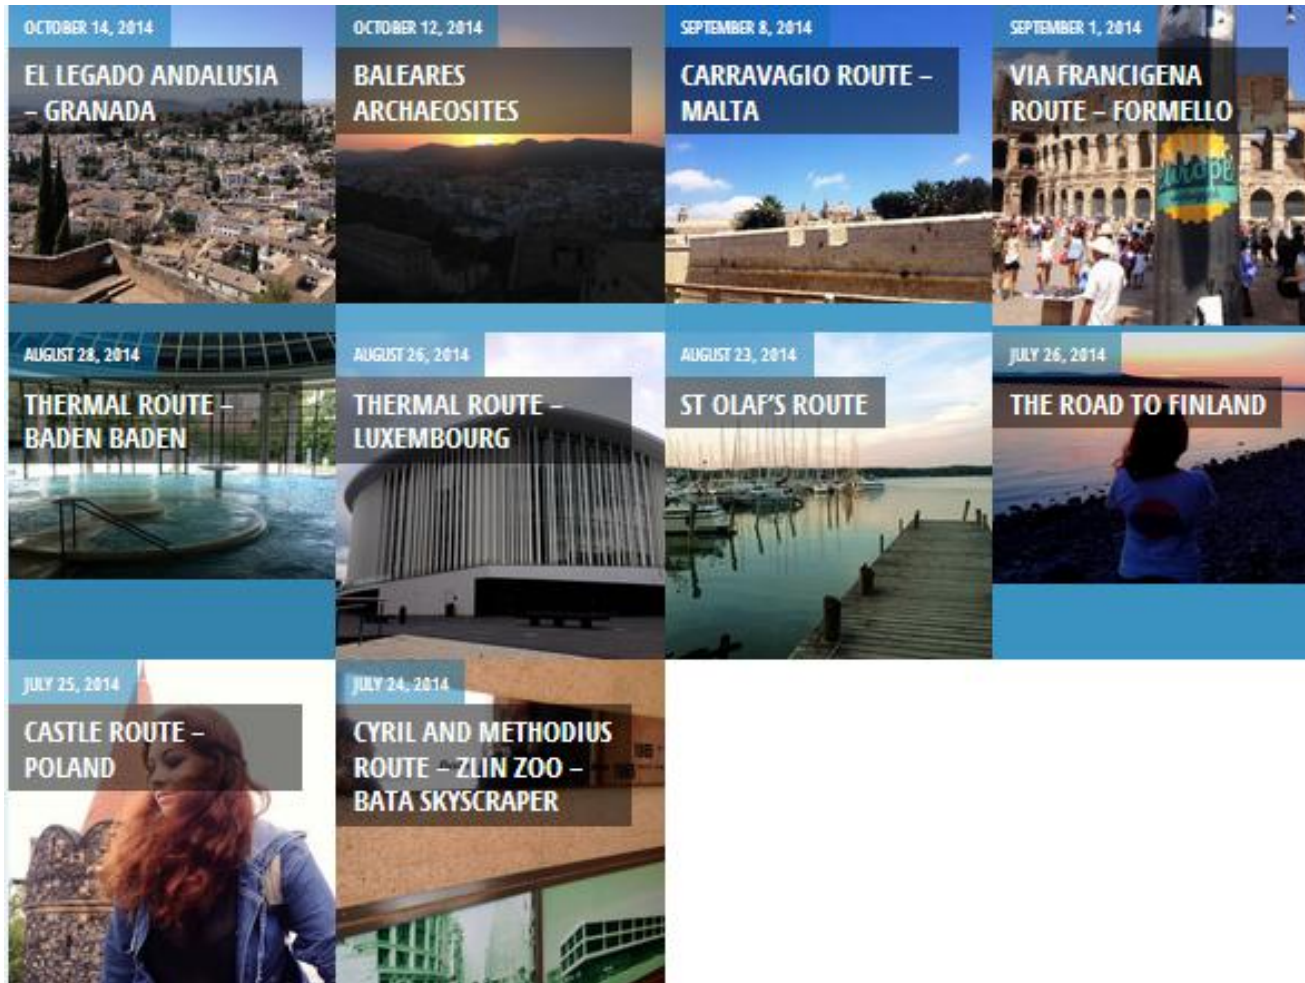 OCTOBER 14, 2014
EL LEGADO ANDALUSIA
– GRANADA
OCTOBER 12, 2014
BALEARES
ARCHAEOSITES
SEPTEMBER 8, 2014
CARRAVAGIO ROUTE –
MALTA
SEPTEMBER 1, 2014
VIA FRANCIGENA
ROUTE – FORMELLO
europe
AUGUST 28, 2014
THERMAL ROUTE –
BADEN BADEN
AUGUST 26, 2014
THERMAL ROUTE –
LUXEMBOURG
AUGUST 23, 2014
ST OLAF'S ROUTE
JULY 26, 2014
THE ROAD TO FINLAND
JULY 25, 2014
CASTLE ROUTE –
POLAND
JULY 24, 2014
CYRIL AND METHODIUS
ROUTE – ZLIN ZOO –
BATA SKYSCRAPER